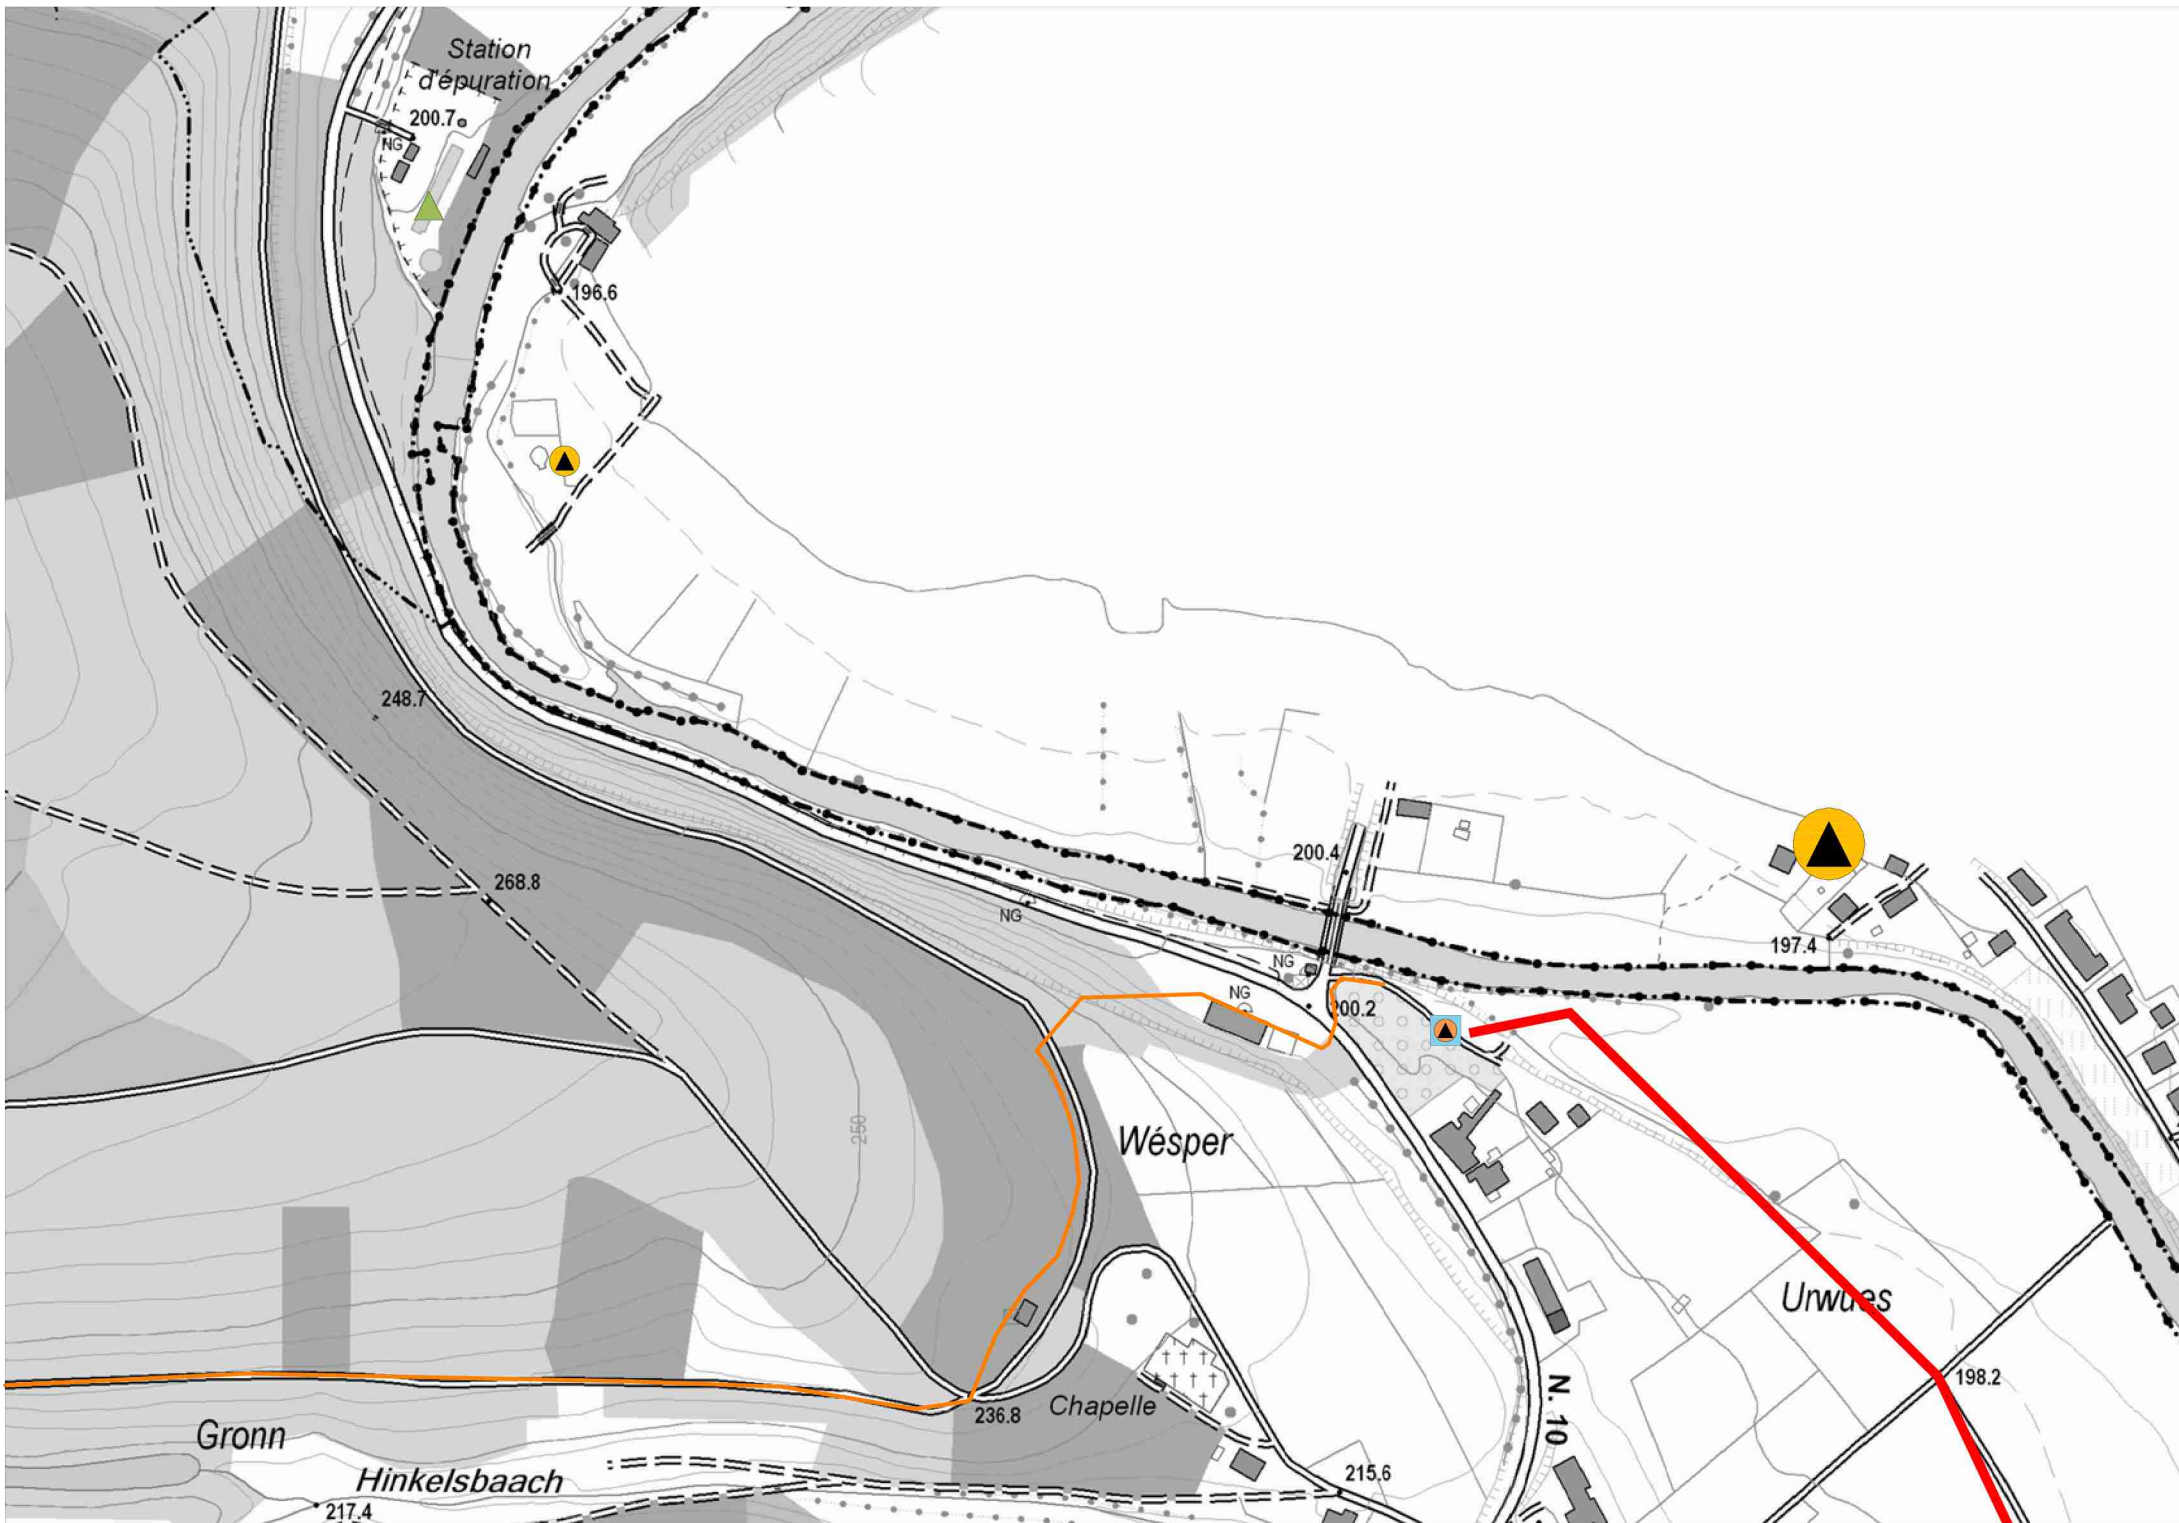 Station
d'épuration
200.7
NG
196.6
248.7
200.4
268.8
NG
197.4
NG
NG
200.2
250
Wésper
Urwues
198.2
N. 10
236.8
Chapelle
Gronn
215.6
Hinkelsbaach
217.4